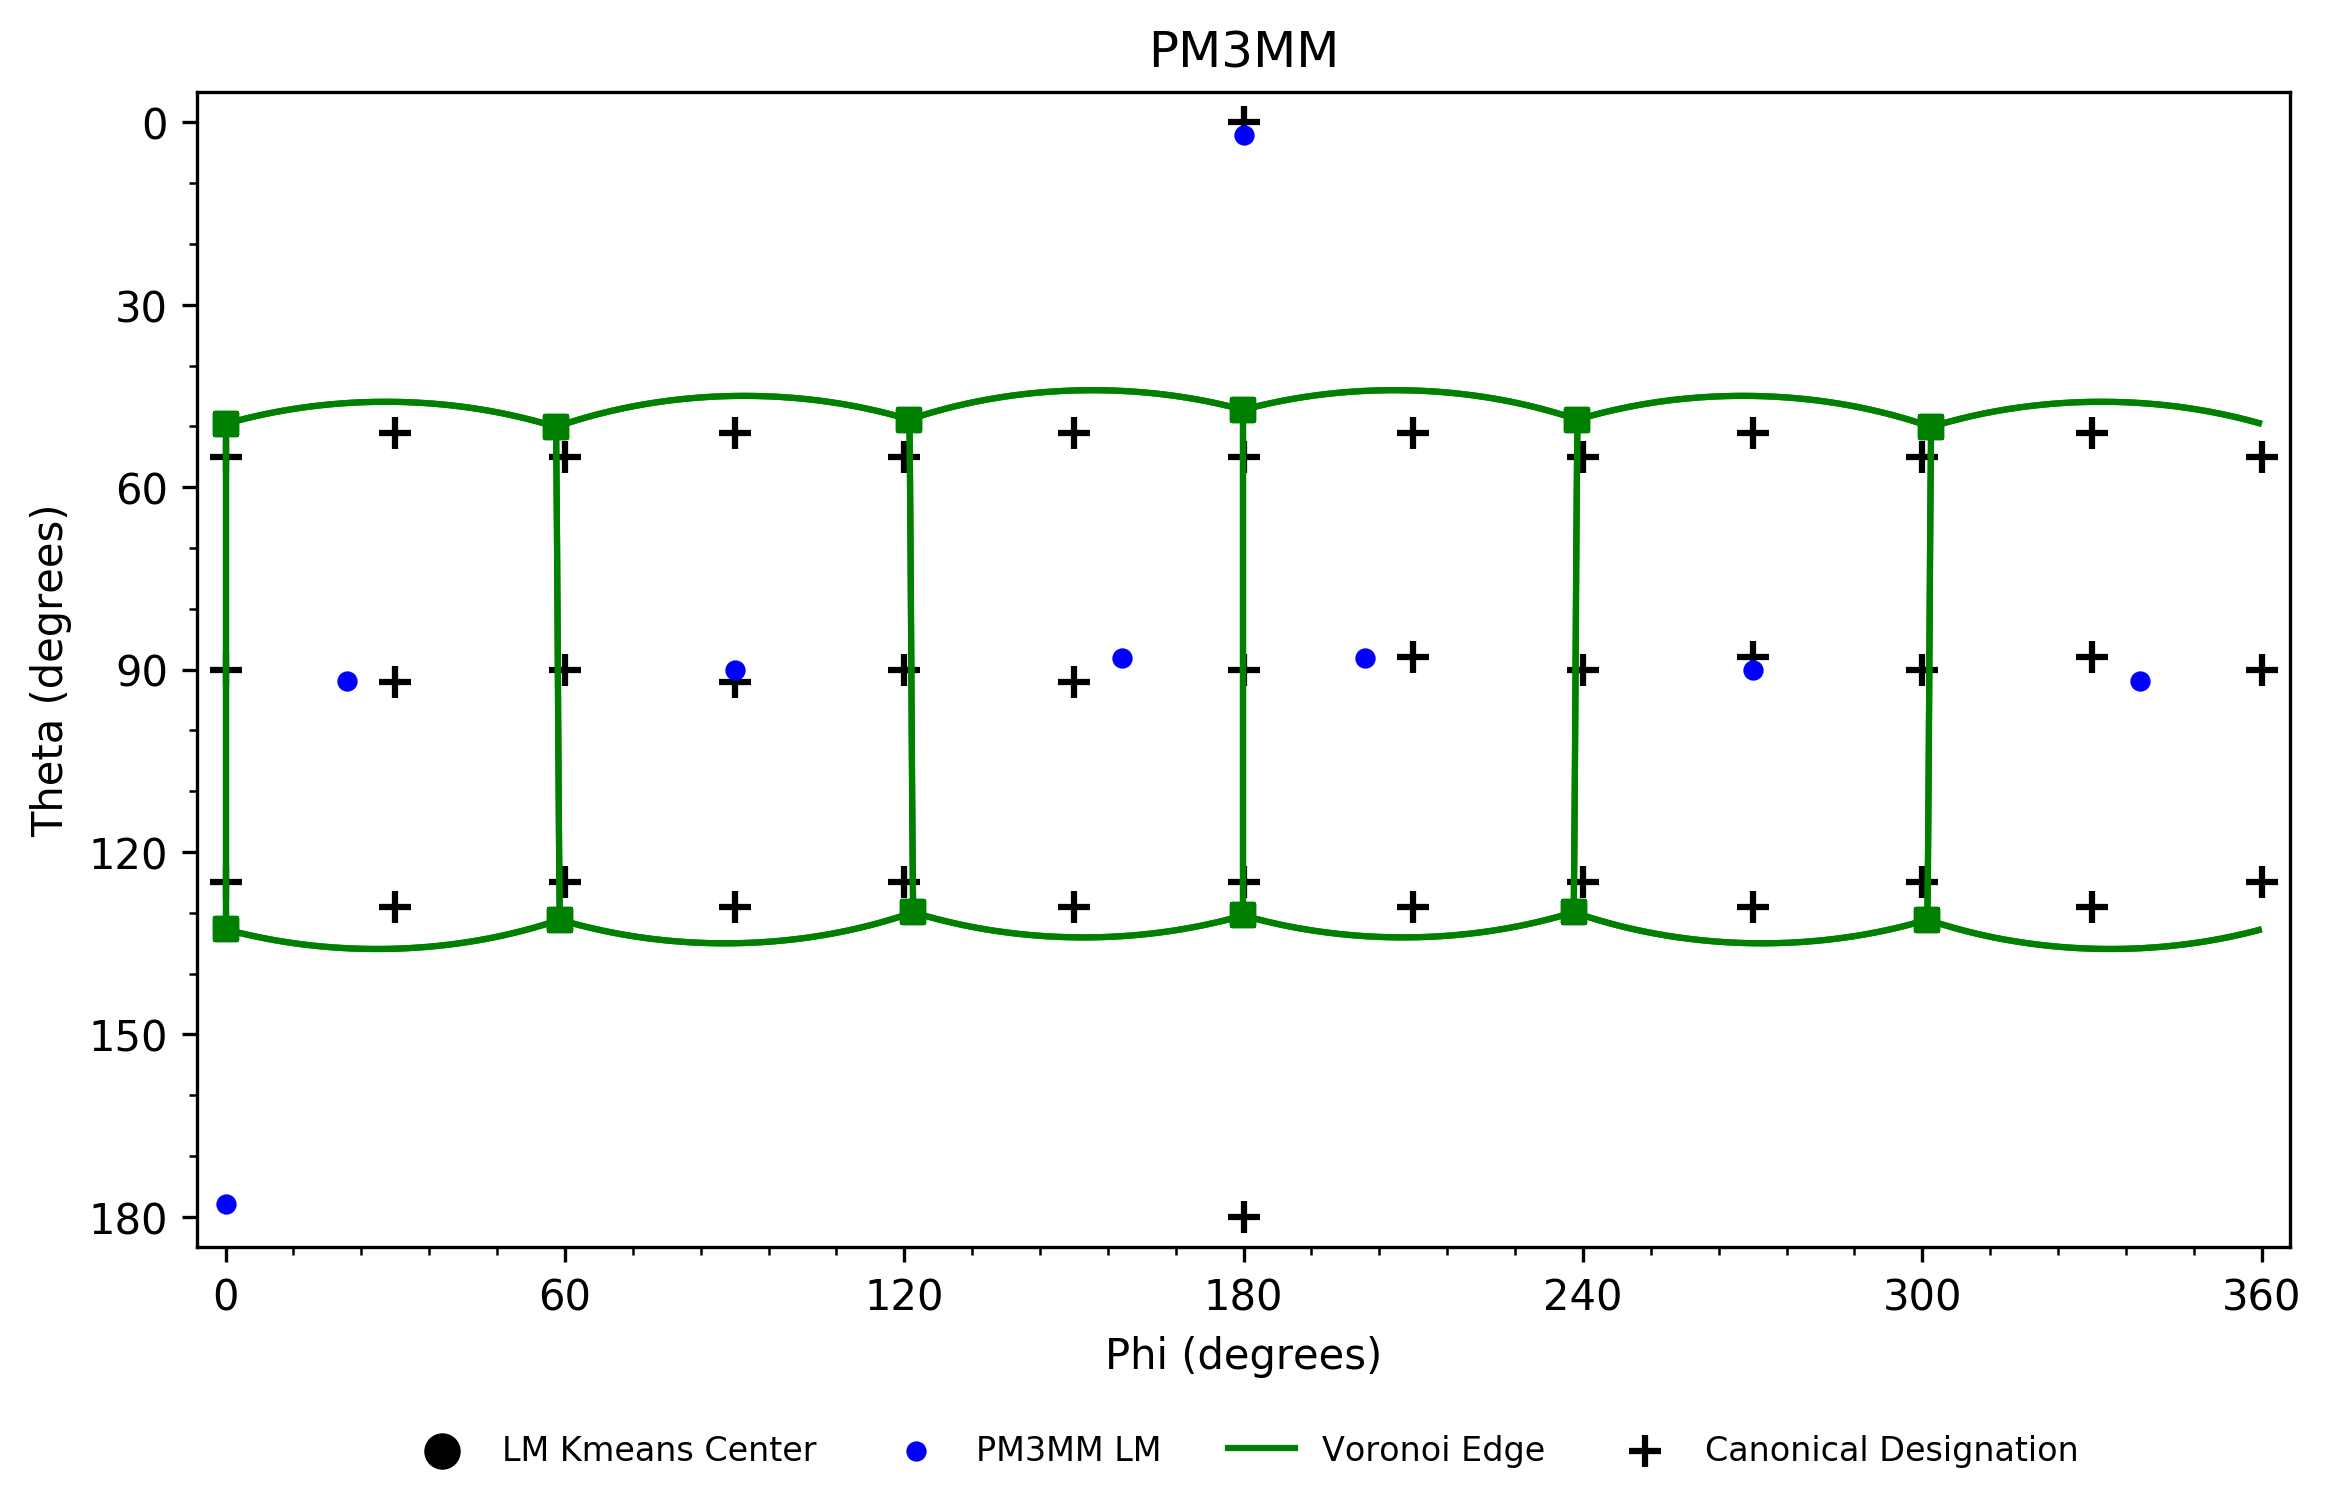 PM3MM
0
30
60
90
120
150
180
Theta (degrees)
0 60 120 180 240 300 360
Phi (degrees)
LM Kmeans Center PM3MM LM Voronoi Edge Canonical Designation